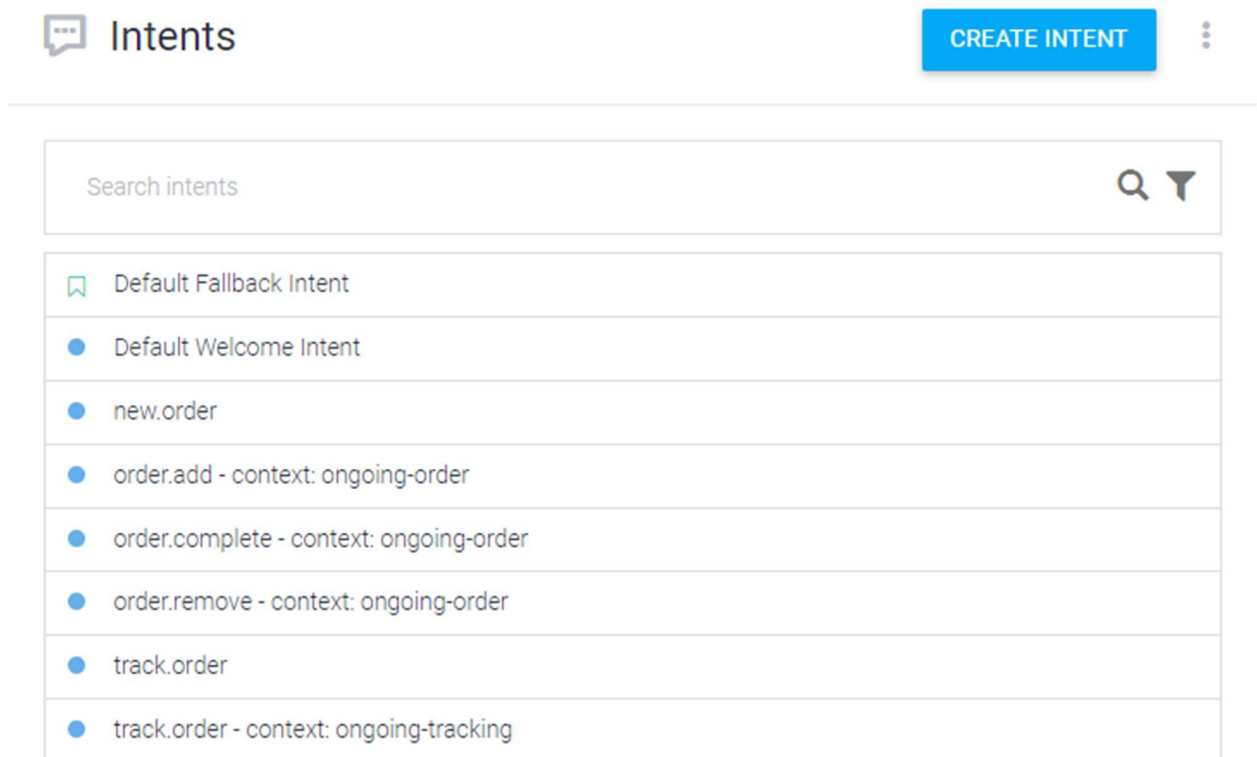 Intents
CREATE INTENT
Search intents
Default Fallback Intent
Default Welcome Intent
new.order
order.add - context: ongoing-order
order.complete - context: ongoing-order
order.remove - context: ongoing-order
track.order
track.order - context: ongoing-tracking